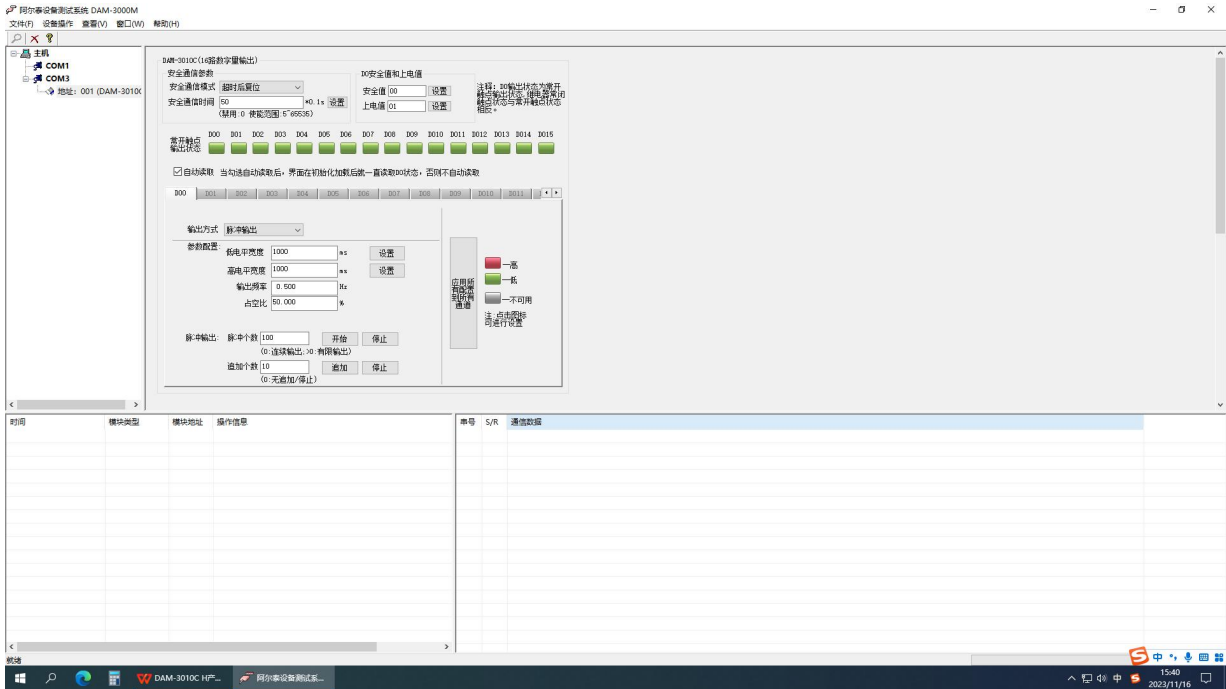 阿尔泰设备测试系统 DAM-3000M
文件(F) 设备操作 查看(V) 窗口(W) 帮助(H)
主机
COM1
COM3
地址: 001 (DAM-3010C
DAM-3010C(16路数字量输出)
安全通信参数
安全通信模式 超时后复位
安全通信时间 50 *0.1s 设置
(禁用:0 使能范围:5~65535)
DO安全值和上电值
安全值 00 设置
上电值 01 设置
注释: DO输出状态为常开
触点输出状态,继电器常闭
触点状态与常开触点状态
相反。
DO0 DO1 DO2 DO3 DO4 DO5 DO6 DO7 DO8 DO9 DO10 DO11 DO12 DO13 DO14 DO15
常开触点
输出状态
自动读取 当勾选自动读取后,界面在初始化加载后就一直读取DO状态,否则不自动读取
DO0 DO1 DO2 DO3 DO4 DO5 DO6 DO7 DO8 DO9 DO10 DO11
输出方式 脉冲输出
参数配置:
低电平宽度 1000 ms 设置
高电平宽度 1000 ms 设置
输出频率 0.500 Hz
占空比 50.000 %
脉冲输出: 脉冲个数 100 开始 停止
(0:连续输出;>0:有限输出)
追加个数 10 追加 停止
(0:无追加/停止)
应用所
有配置
到所有
通道
—高
—低
—不可用
注:点击图标
可进行设置
时间 模块类型 模块地址 操作信息
串号 S/R 通信数据
就绪
中
DAM-3010C H产...
阿尔泰设备测试系...
中
15:40
2023/11/16